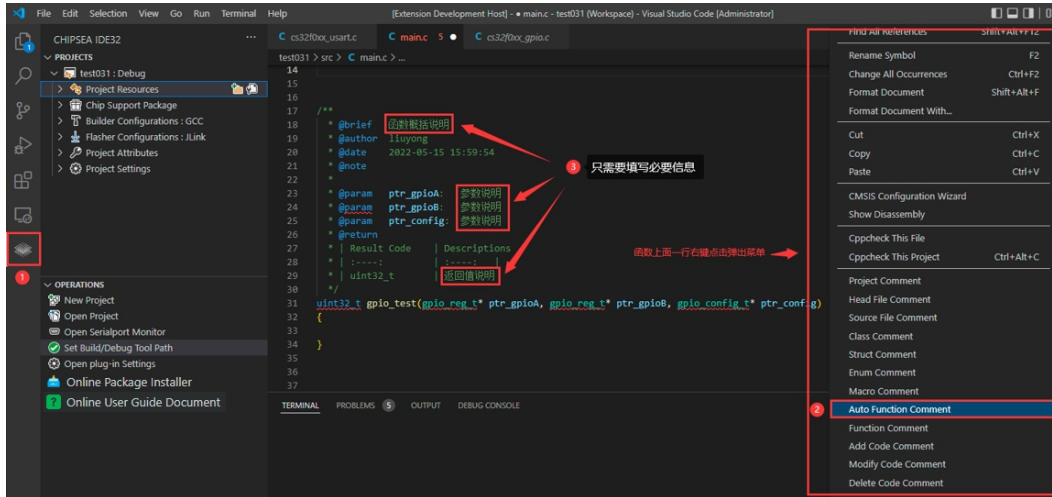 File Edit Selection View Go Run Terminal Help
[Extension Development Host] - ● main.c - test031 (Workspace) - Visual Studio Code [Administrator]
CHIPSEA IDE32 ...
PROJECTS
test031 : Debug
Project Resources
Chip Support Package
Builder Configurations : GCC
Flasher Configurations : JLink
Project Attributes
Project Settings
1
1
OPERATIONS
New Project
Open Project
Open Serialport Monitor
Set Build/Debug Tool Path
Open plug-in Settings
Online Package Installer
? Online User Guide Document
C cs32f0xx_usart.c C main.c 5 ● C cs32f0xx_gpio.c
test031 > src > C main.c > ...
14
15
16
17 /**
18 * @brief 函数概括说明
19 * @author liuyong
20 * @date 2022-05-15 15:59:54
21 * @note
22 *
23 * @param ptr_gpioA: 参数说明
24 * @param ptr_gpioB: 参数说明
25 * @param ptr_config: 参数说明
26 * @return
27 * | Result Code | Descriptions
28 * | :----: | :----: |
29 * | uint32_t | 返回值说明
30 */
31 uint32_t gpio_test(gpio_reg_t* ptr_gpioA, gpio_reg_t* ptr_gpioB, gpio_config_t* ptr_config)
32 {
33
34 }
35
36
37
3 只需要填写必要信息
函数上面一行右键点击弹出菜单
TERMINAL PROBLEMS 5 OUTPUT DEBUG CONSOLE
Find All References Shift+Alt+F12
Rename Symbol F2
Change All Occurrences Ctrl+F2
Format Document Shift+Alt+F
Format Document With...
Cut Ctrl+X
Copy Ctrl+C
Paste Ctrl+V
CMSIS Configuration Wizard
Show Disassembly
Cppcheck This File
Cppcheck This Project Ctrl+Alt+C
Project Comment
Head File Comment
Source File Comment
Class Comment
Struct Comment
Enum Comment
Macro Comment
2 Auto Function Comment
Function Comment
Add Code Comment
Modify Code Comment
Delete Code Comment